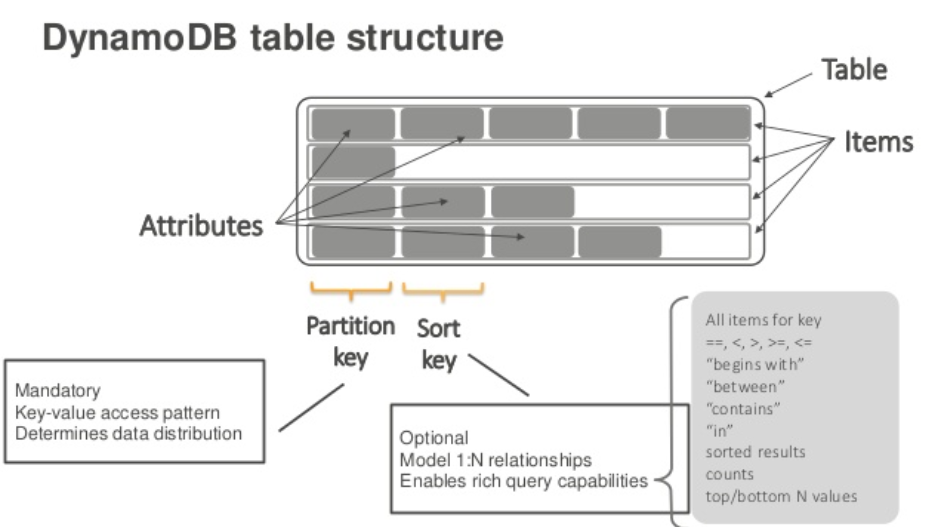 DynamoDB table structure
Table
Items
Attributes
Partition
key
Sort
key
Mandatory
Key-value access pattern
Determines data distribution
Optional
Model 1:N relationships
Enables rich query capabilities
All items for key
==, <, >, >=, <=
“begins with”
“between”
“contains”
“in”
sorted results
counts
top/bottom N values